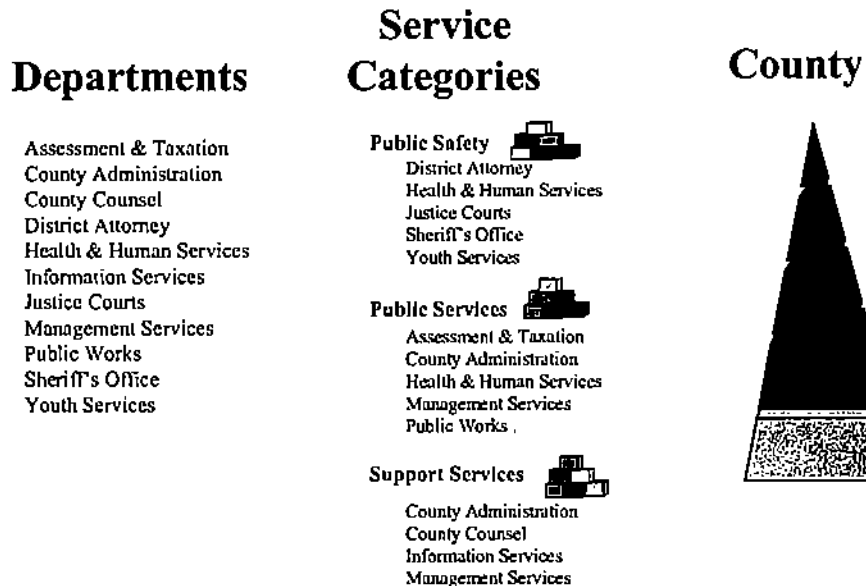 Departments
Assessment & Taxation
County Administration
County Counsel
District Attorney
Health & Human Services
Information Services
Justice Courts
Management Services
Public Works
Sheriff's Office
Youth Services
Service
Categories
Public Safety
District Attorney
Health & Human Services
Justice Courts
Sheriff's Office
Youth Services
Public Services
Assessment & Taxation
County Administration
Health & Human Services
Management Services
Public Works
Support Services
County Administration
County Counsel
Information Services
Management Services
County